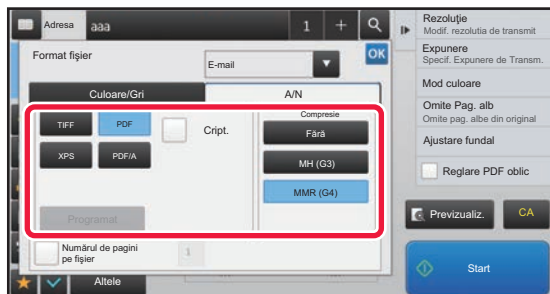 Adresa
aaa
1
+
Format fișier
E-mail
OK
Culoare/Gri
A/N
TIFF
PDF
Cript.
XPS
PDF/A
Programat
Compresie
Fără
MH (G3)
MMR (G4)
Numărul de pagini
pe fișier
1
Altele
Rezoluţie
Modif. rezolutia de transmit
Expunere
Specif. Expunere de Transm.
Mod culoare
Omite Pag. alb
Omite pag. albe din original
Ajustare fundal
Reglare PDF oblic
Previzualiz.
CA
Start